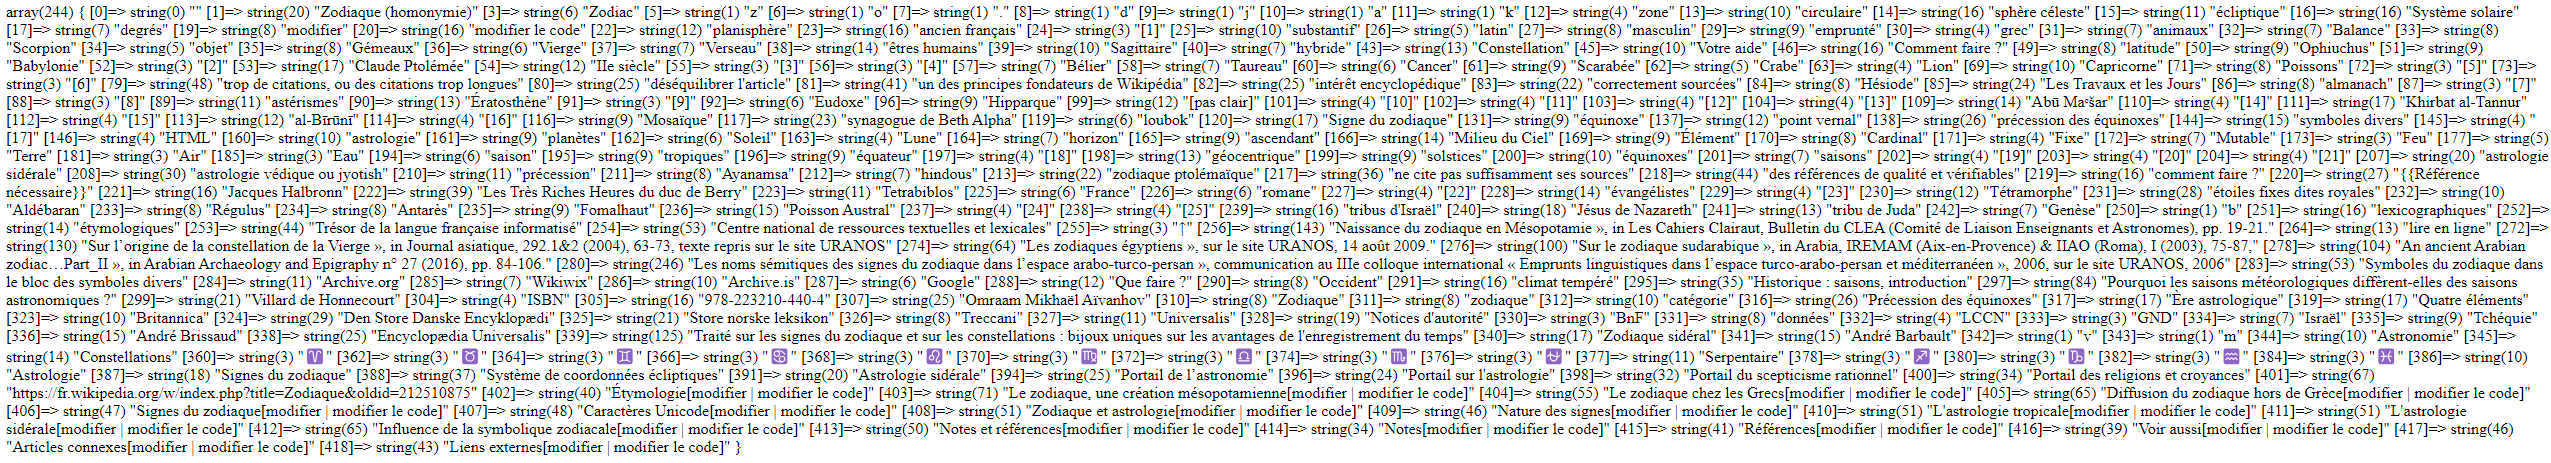 array(244) { [0]=> string(0) "" [1]=> string(20) "Zodiaque (homonymie)" [3]=> string(6) "Zodiac" [5]=> string(1) "z" [6]=> string(1) "o" [7]=> string(1) "." [8]=> string(1) "d" [9]=> string(1) "j" [10]=> string(1) "a" [11]=> string(1) "k" [12]=> string(4) "zone" [13]=> string(10) "circulaire" [14]=> string(16) "sphère céleste" [15]=> string(11) "écliptique" [16]=> string(16) "Système solaire"
[17]=> string(7) "degrés" [19]=> string(8) "modifier" [20]=> string(16) "modifier le code" [22]=> string(12) "planisphère" [23]=> string(16) "ancien français" [24]=> string(3) "[1]" [25]=> string(10) "substantif" [26]=> string(5) "latin" [27]=> string(8) "masculin" [29]=> string(9) "emprunté" [30]=> string(4) "grec" [31]=> string(7) "animaux" [32]=> string(7) "Balance" [33]=> string(8)
"Scorpion" [34]=> string(5) "objet" [35]=> string(8) "Gémeaux" [36]=> string(6) "Vierge" [37]=> string(7) "Verseau" [38]=> string(14) "êtres humains" [39]=> string(10) "Sagittaire" [40]=> string(7) "hybride" [43]=> string(13) "Constellation" [45]=> string(10) "Votre aide" [46]=> string(16) "Comment faire ?" [49]=> string(8) "latitude" [50]=> string(9) "Ophiuchus" [51]=> string(9)
"Babylonie" [52]=> string(3) "[2]" [53]=> string(17) "Claude Ptolémée" [54]=> string(12) "IIe siècle" [55]=> string(3) "[3]" [56]=> string(3) "[4]" [57]=> string(7) "Bélier" [58]=> string(7) "Taureau" [60]=> string(6) "Cancer" [61]=> string(9) "Scarabée" [62]=> string(5) "Crabe" [63]=> string(4) "Lion" [69]=> string(10) "Capricorne" [71]=> string(8) "Poissons" [72]=> string(3) "[5]" [73]=>
string(3) "[6]" [79]=> string(48) "trop de citations, ou des citations trop longues" [80]=> string(25) "déséquilibrer l'article" [81]=> string(41) "un des principes fondateurs de Wikipédia" [82]=> string(25) "intérêt encyclopédique" [83]=> string(22) "correctement sourcées" [84]=> string(8) "Hésiode" [85]=> string(24) "Les Travaux et les Jours" [86]=> string(8) "almanach" [87]=> string(3) "[7]"
[88]=> string(3) "[8]" [89]=> string(11) "astérismes" [90]=> string(13) "Ératosthène" [91]=> string(3) "[9]" [92]=> string(6) "Eudoxe" [96]=> string(9) "Hipparque" [99]=> string(12) "[pas clair]" [101]=> string(4) "[10]" [102]=> string(4) "[11]" [103]=> string(4) "[12]" [104]=> string(4) "[13]" [109]=> string(14) "Abū Maʿšar" [110]=> string(4) "[14]" [111]=> string(17) "Khirbat al-Tannur"
[112]=> string(4) "[15]" [113]=> string(12) "al-Bīrūnī" [114]=> string(4) "[16]" [116]=> string(9) "Mosaïque" [117]=> string(23) "synagogue de Beth Alpha" [119]=> string(6) "loubok" [120]=> string(17) "Signe du zodiaque" [131]=> string(9) "équinoxe" [137]=> string(12) "point vernal" [138]=> string(26) "précession des équinoxes" [144]=> string(15) "symboles divers" [145]=> string(4) "
"[17]" [146]=> string(4) "HTML" [160]=> string(10) "astrologie" [161]=> string(9) "planètes" [162]=> string(6) "Soleil" [163]=> string(4) "Lune" [164]=> string(7) "horizon" [165]=> string(9) "ascendant" [166]=> string(14) "Milieu du Ciel" [169]=> string(9) "Élément" [170]=> string(8) "Cardinal" [171]=> string(4) "Fixe" [172]=> string(7) "Mutable" [173]=> string(3) "Feu" [177]=> string(5)
"Terre" [181]=> string(3) "Air" [185]=> string(3) "Eau" [194]=> string(6) "saison" [195]=> string(9) "tropiques" [196]=> string(9) "équateur" [197]=> string(4) "[18]" [198]=> string(13) "géocentrique" [199]=> string(9) "solstices" [200]=> string(10) "équinoxes" [201]=> string(7) "saisons" [202]=> string(4) "[19]" [203]=> string(4) "[20]" [204]=> string(4) "[21]" [207]=> string(20) "astrologie
sidérale" [208]=> string(30) "astrologie védique ou jyotish" [210]=> string(11) "précession" [211]=> string(8) "Ayanamsa" [212]=> string(7) "hindous" [213]=> string(22) "zodiaque ptolémaïque" [217]=> string(36) "ne cite pas suffisamment ses sources" [218]=> string(44) "des références de qualité et vérifiables" [219]=> string(16) "comment faire ?" [220]=> string(27) "{{Référence
nécessaire}}" [221]=> string(16) "Jacques Halbronn" [222]=> string(39) "Les Très Riches Heures du duc de Berry" [223]=> string(11) "Tetrabiblos" [225]=> string(6) "France" [226]=> string(6) "romane" [227]=> string(4) "[22]" [228]=> string(14) "évangélistes" [229]=> string(4) "[23]" [230]=> string(12) "Tétramorphe" [231]=> string(28) "étoiles fixes dites royales" [232]=> string(10)
"Aldébaran" [233]=> string(8) "Régulus" [234]=> string(8) "Antarès" [235]=> string(9) "Fomalhaut" [236]=> string(15) "Poisson Austral" [237]=> string(4) "[24]" [238]=> string(4) "[25]" [239]=> string(16) "tribus d'Israël" [240]=> string(18) "Jésus de Nazareth" [241]=> string(13) "tribu de Juda" [242]=> string(7) "Genèse" [250]=> string(1) "b" [251]=> string(16) "lexicographiques" [252]=>
string(14) "étymologiques" [253]=> string(44) "Trésor de la langue française informatisé" [254]=> string(53) "Centre national de ressources textuelles et lexicales" [255]=> string(3) "↑" [256]=> string(143) "Naissance du zodiaque en Mésopotamie », in Les Cahiers Clairaut, Bulletin du CLEA (Comité de Liaison Enseignants et Astronomes), pp. 19-21." [264]=> string(13) "lire en ligne" [272]=>
string(130) "Sur l’origine de la constellation de la Vierge », in Journal asiatique, 292.1&2 (2004), 63-73, texte repris sur le site URANOS" [274]=> string(64) "Les zodiaques égyptiens », sur le site URANOS, 14 août 2009." [276]=> string(100) "Sur le zodiaque sudarabique », in Arabia, IREMAM (Aix-en-Provence) & IIAO (Roma), I (2003), 75-87," [278]=> string(104) "An ancient Arabian
zodiac…Part_II », in Arabian Archaeology and Epigraphy n° 27 (2016), pp. 84-106." [280]=> string(246) "Les noms sémitiques des signes du zodiaque dans l’espace arabo-turco-persan », communication au IIIe colloque international « Emprunts linguistiques dans l’espace turco-arabo-persan et méditerranéen », 2006, sur le site URANOS, 2006" [283]=> string(53) "Symboles du zodiaque dans
le bloc des symboles divers" [284]=> string(11) "Archive.org" [285]=> string(7) "Wikiwix" [286]=> string(10) "Archive.is" [287]=> string(6) "Google" [288]=> string(12) "Que faire ?" [290]=> string(8) "Occident" [291]=> string(16) "climat tempéré" [295]=> string(35) "Historique : saisons, introduction" [297]=> string(84) "Pourquoi les saisons météorologiques diffèrent-elles des saisons
astronomiques ?" [299]=> string(21) "Villard de Honnecourt" [304]=> string(4) "ISBN" [305]=> string(16) "978-223210-440-4" [307]=> string(25) "Omraam Mikhaël Aïvanhov" [310]=> string(8) "Zodiaque" [311]=> string(8) "zodiaque" [312]=> string(10) "catégorie" [316]=> string(26) "Précession des équinoxes" [317]=> string(17) "Ère astrologique" [319]=> string(17) "Quatre éléments"
[323]=> string(10) "Britannica" [324]=> string(29) "Den Store Danske Encyklopædi" [325]=> string(21) "Store norske leksikon" [326]=> string(8) "Treccani" [327]=> string(11) "Universalis" [328]=> string(19) "Notices d'autorité" [330]=> string(3) "BnF" [331]=> string(8) "données" [332]=> string(4) "LCCN" [333]=> string(3) "GND" [334]=> string(7) "Israël" [335]=> string(9) "Tchéquie"
[336]=> string(15) "André Brissaud" [338]=> string(25) "Encyclopædia Universalis" [339]=> string(125) "Traité sur les signes du zodiaque et sur les constellations : bijoux uniques sur les avantages de l'enregistrement du temps" [340]=> string(17) "Zodiaque sidéral" [341]=> string(15) "André Barbault" [342]=> string(1) "v" [343]=> string(1) "m" [344]=> string(10) "Astronomie" [345]=>
string(14) "Constellations" [360]=> string(3) "♈" [362]=> string(3) "♉" [364]=> string(3) "♊" [366]=> string(3) "♋" [368]=> string(3) "♌" [370]=> string(3) "♍" [372]=> string(3) "♎" [374]=> string(3) "♏" [376]=> string(3) "⛎" [377]=> string(11) "Serpentaire" [378]=> string(3) "♐" [380]=> string(3) "♑" [382]=> string(3) "♒" [384]=> string(3) "♓" [386]=> string(10)
"Astrologie" [387]=> string(18) "Signes du zodiaque" [388]=> string(37) "Système de coordonnées écliptiques" [391]=> string(20) "Astrologie sidérale" [394]=> string(25) "Portail de l’astronomie" [396]=> string(24) "Portail sur l'astrologie" [398]=> string(32) "Portail du scepticisme rationnel" [400]=> string(34) "Portail des religions et croyances" [401]=> string(67)
"https://fr.wikipedia.org/w/index.php?title=Zodiaque&oldid=212510875" [402]=> string(40) "Étymologie[modifier | modifier le code]" [403]=> string(71) "Le zodiaque, une création mésopotamienne[modifier | modifier le code]" [404]=> string(55) "Le zodiaque chez les Grecs[modifier | modifier le code]" [405]=> string(65) "Diffusion du zodiaque hors de Grèce[modifier | modifier le code]"
[406]=> string(47) "Signes du zodiaque[modifier | modifier le code]" [407]=> string(48) "Caractères Unicode[modifier | modifier le code]" [408]=> string(51) "Zodiaque et astrologie[modifier | modifier le code]" [409]=> string(46) "Nature des signes[modifier | modifier le code]" [410]=> string(51) "L'astrologie tropicale[modifier | modifier le code]" [411]=> string(51) "L'astrologie
sidérale[modifier | modifier le code]" [412]=> string(65) "Influence de la symbolique zodiacale[modifier | modifier le code]" [413]=> string(50) "Notes et références[modifier | modifier le code]" [414]=> string(34) "Notes[modifier | modifier le code]" [415]=> string(41) "Références[modifier | modifier le code]" [416]=> string(39) "Voir aussi[modifier | modifier le code]" [417]=> string(46)
"Articles connexes[modifier | modifier le code]" [418]=> string(43) "Liens externes[modifier | modifier le code]" }